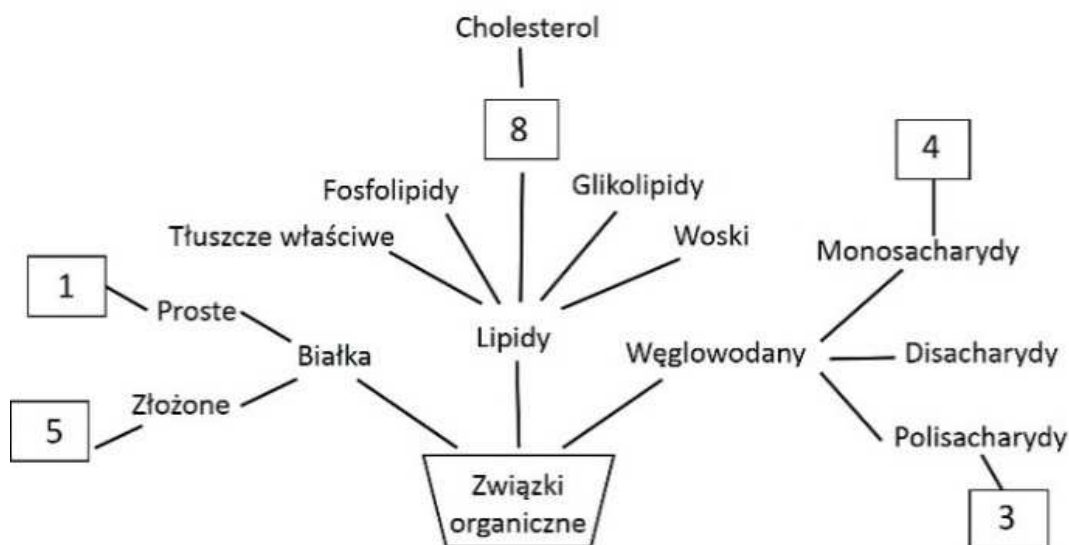 Cholesterol
8
4
Fosfolipidy
Glikolipidy
Tłuszcze właściwe
Woski
Monosacharydy
1
Proste
Lipidy
Białka
Węglowodany
Disacharydy
Złożone
5
Polisacharydy
Związki
organiczne
3